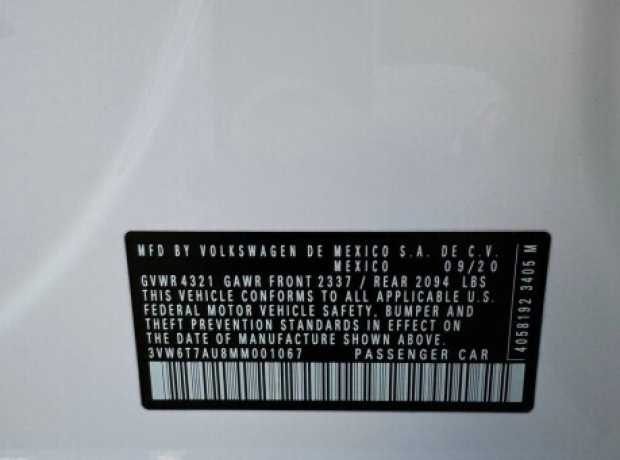 MFD BY VOLKSWAGEN DE MEXICO S.A. DE C.V.
MEXICO 09/20
GVWR 4321 GAWR FRONT 2337 / REAR 2094 LBS
THIS VEHICLE CONFORMS TO ALL APPLICABLE U.S.
FEDERAL MOTOR VEHICLE SAFETY, BUMPER AND
THEFT PREVENTION STANDARDS IN EFFECT ON
THE DATE OF MANUFACTURE SHOWN ABOVE.
3VW6T7AU8MM001067 PASSENGER CAR
4058192 3405 M